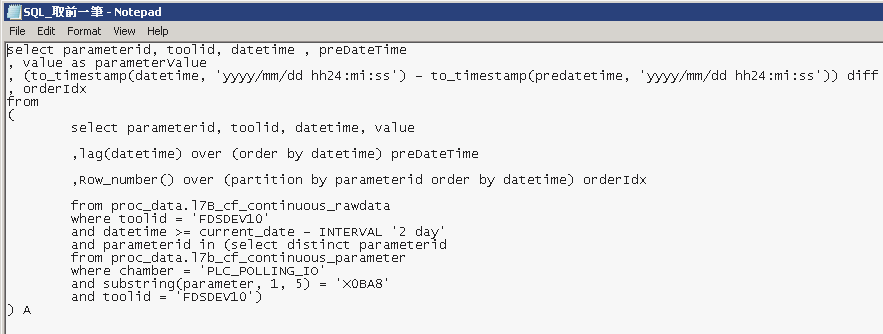 SQL_取前一筆 - Notepad
File Edit Format View Help
select parameterid, toolid, datetime , preDateTime
, value as parameterValue
, (to_timestamp(datetime, 'yyyy/mm/dd hh24:mi:ss') - to_timestamp(predatetime, 'yyyy/mm/dd hh24:mi:ss')) diff
, orderIdx
from
(
select parameterid, toolid, datetime, value
,lag(datetime) over (order by datetime) preDateTime
,Row_number() over (partition by parameterid order by datetime) orderIdx
from proc_data.l7B_cf_continuous_rawdata
where toolid = 'FDSDEV10'
and datetime >= current_date - INTERVAL '2 day'
and parameterid in (select distinct parameterid
from proc_data.l7b_cf_continuous_parameter
where chamber = 'PLC_POLLING_IO'
and substring(parameter, 1, 5) = 'X0BA8'
and toolid = 'FDSDEV10')
) A